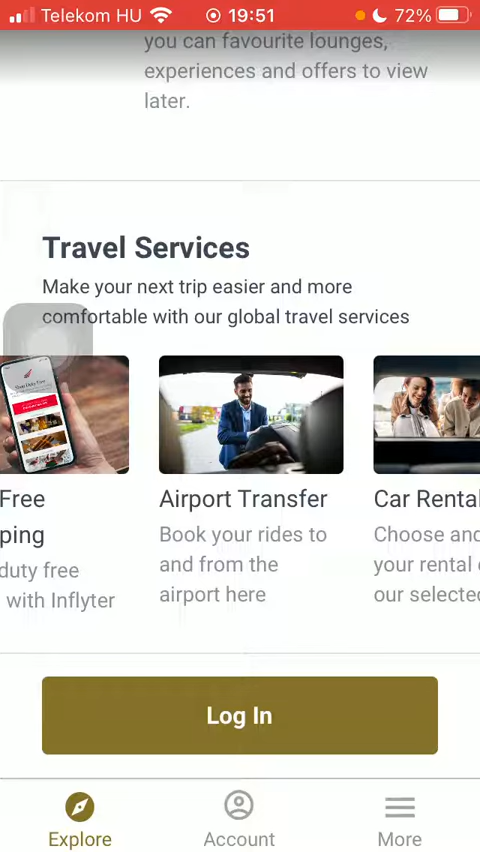 Telekom HU
19:51
72%
you can favourite lounges,
experiences and offers to view
later.
Travel Services
Make your next trip easier and more
comfortable with our global travel services
Free
ping
duty free
with Inflyter
Airport Transfer
Book your rides to
and from the
airport here
Car Renta
Choose and
your rental
our selecte
Log In
Explore
Account
More